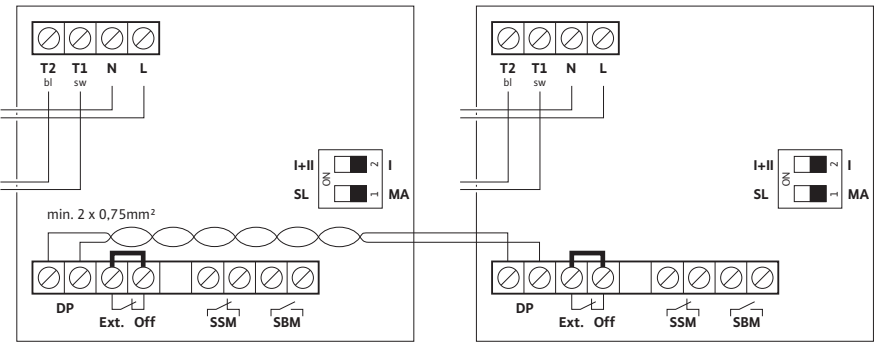 T2 T1 N L
bl sw
I+II ON 2 I
SL 1 MA
min. 2 x 0,75mm²
DP Ext. Off SSM SBM
T2 T1 N L
bl sw
I+II ON 2 I
SL 1 MA
DP Ext. Off SSM SBM